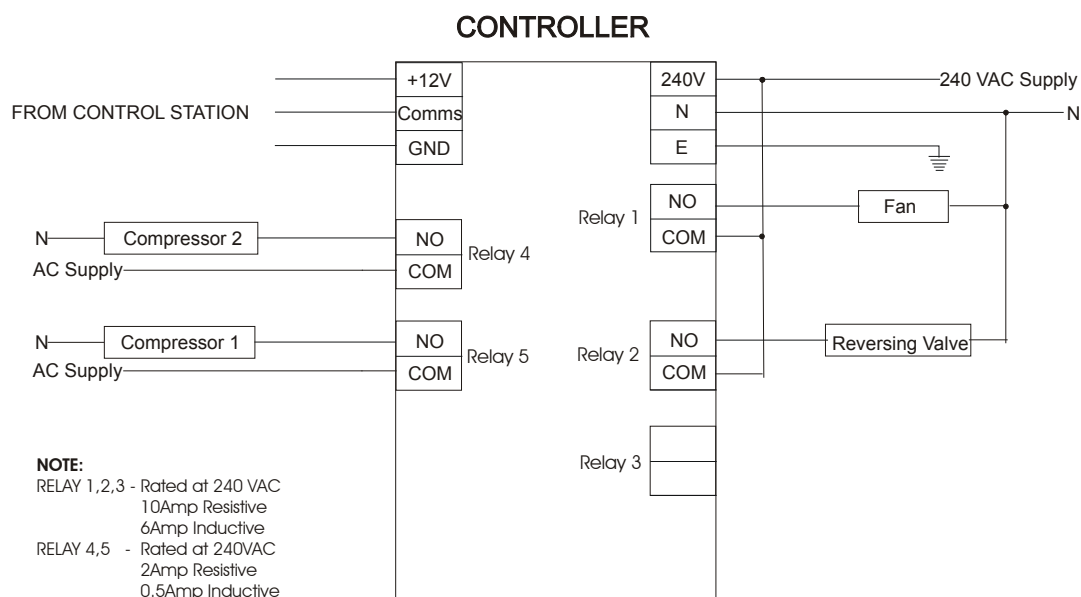 CONTROLLER
FROM CONTROL STATION
+12V
Comms
GND
240V
240 VAC Supply
N
N
E
Relay 1
NO
COM
Fan
N
Compressor 2
NO
Relay 4
AC Supply
COM
N
Compressor 1
NO
Relay 5
AC Supply
COM
Relay 2
NO
COM
Reversing Valve
Relay 3
NOTE:
RELAY 1,2,3 - Rated at 240 VAC
10Amp Resistive
6Amp Inductive
RELAY 4,5 - Rated at 240VAC
2Amp Resistive
0.5Amp Inductive